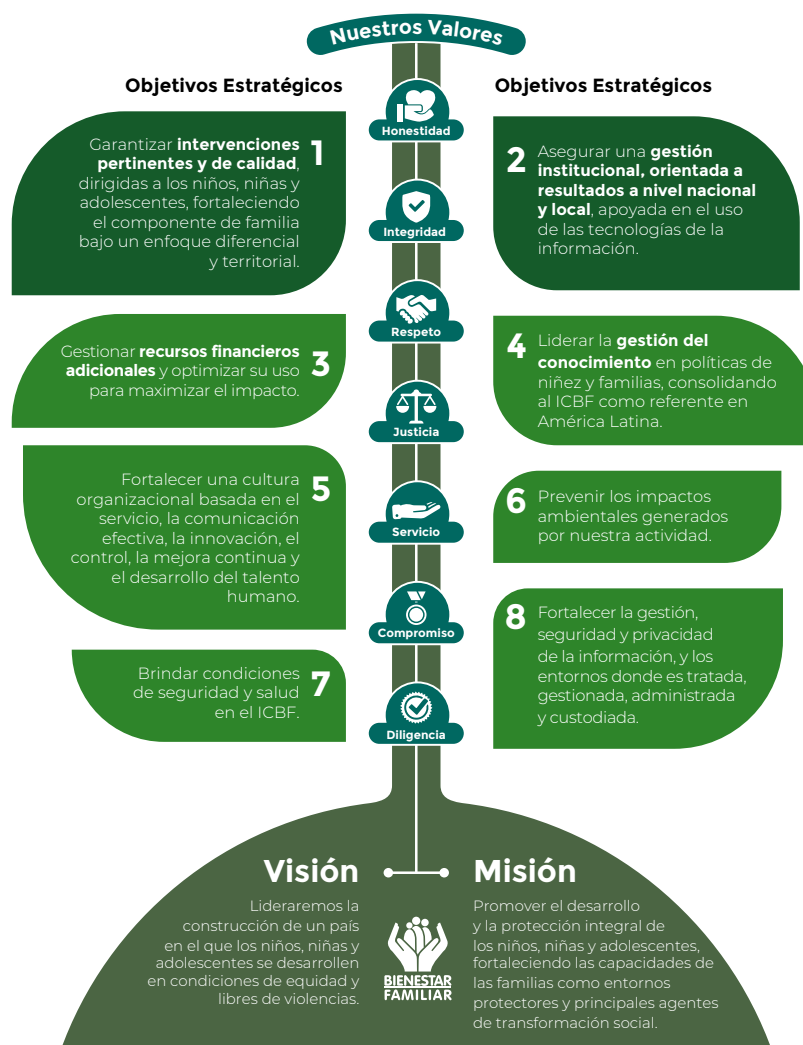 Nuestros Valores
Objetivos Estratégicos
Objetivos Estratégicos
Honestidad
1
Garantizar intervenciones
pertinentes y de calidad,
dirigidas a los niños, niñas y
adolescentes, fortaleciendo
el componente de familia
bajo un enfoque diferencial
y territorial.
2
Asegurar una gestión
institucional, orientada a
resultados a nivel nacional
y local, apoyada en el uso
de las tecnologías de la
información.
Integridad
Respeto
3
Gestionar recursos financieros
adicionales y optimizar su uso
para maximizar el impacto.
4
Liderar la gestión del
conocimiento en políticas de
niñez y familias, consolidando
al ICBF como referente en
América Latina.
Justicia
5
Fortalecer una cultura
organizacional basada en el
servicio, la comunicación
efectiva, la innovación, el
control, la mejora continua y
el desarrollo del talento
humano.
6
Prevenir los impactos
ambientales generados
por nuestra actividad.
Servicio
Compromiso
7
Brindar condiciones
de seguridad y salud
en el ICBF.
8
Fortalecer la gestión,
seguridad y privacidad
de la información, y los
entornos donde es tratada,
gestionada, administrada
y custodiada.
Diligencia
Visión
Lideraremos la
construcción de un país
en el que los niños, niñas y
adolescentes se desarrollen
en condiciones de equidad y
libres de violencias.
BIENESTAR
FAMILIAR
Misión
Promover el desarrollo
y la protección integral de
los niños, niñas y adolescentes,
fortaleciendo las capacidades de
las familias como entornos
protectores y principales agentes
de transformación social.